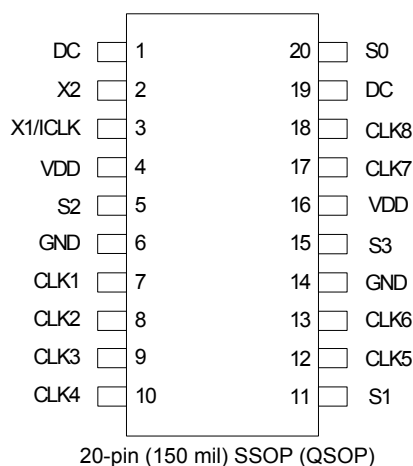 DC 1 20 S0
X2 2 19 DC
X1/ICLK 3 18 CLK8
VDD 4 17 CLK7
S2 5 16 VDD
GND 6 15 S3
CLK1 7 14 GND
CLK2 8 13 CLK6
CLK3 9 12 CLK5
CLK4 10 11 S1
20-pin (150 mil) SSOP (QSOP)